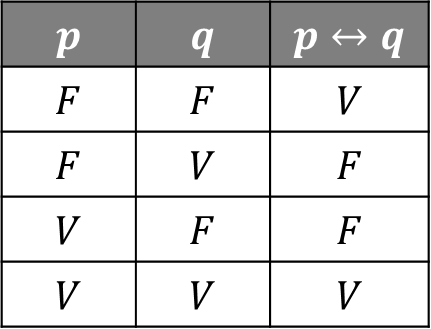 p q p ↔ q
F F V
F V F
V F F
V V V